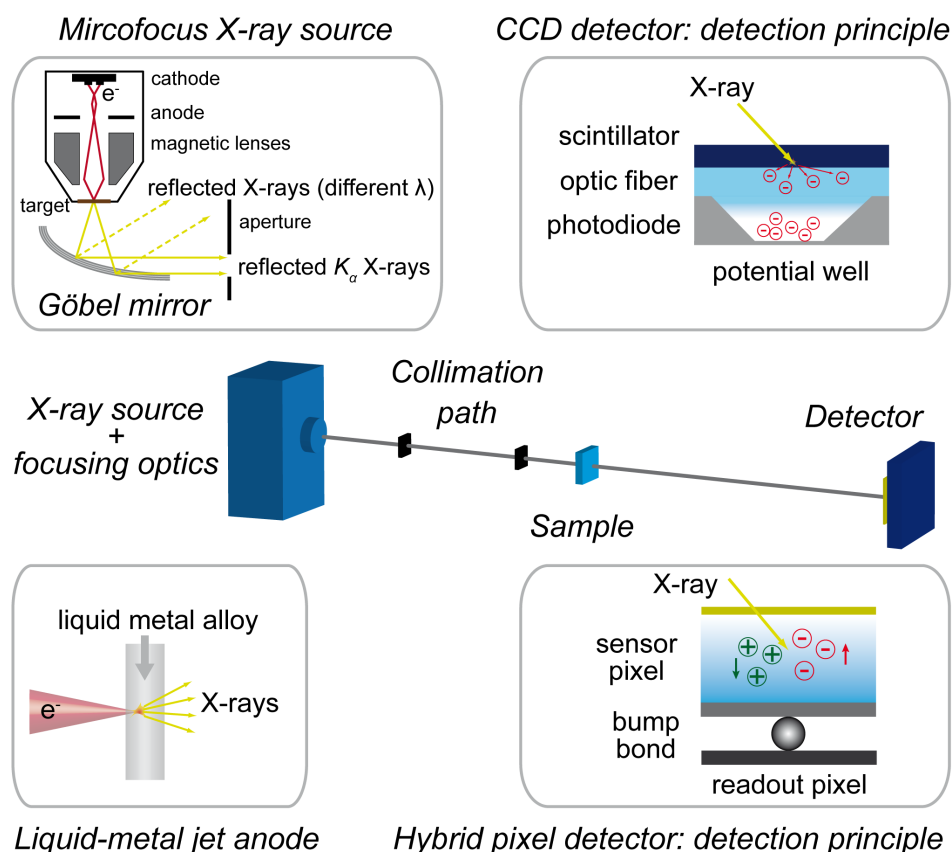 Mircofocus X-ray source
cathode
e-
anode
magnetic lenses
reflected X-rays (different λ)
target
aperture
reflected Kα X-rays
Göbel mirror
CCD detector: detection principle
X-ray
scintillator
optic fiber
photodiode
potential well
X-ray source
+
focusing optics
Collimation
path
Sample
Detector
liquid metal alloy
e-
X-rays
Liquid-metal jet anode
X-ray
sensor
pixel
bump
bond
readout pixel
Hybrid pixel detector: detection principle